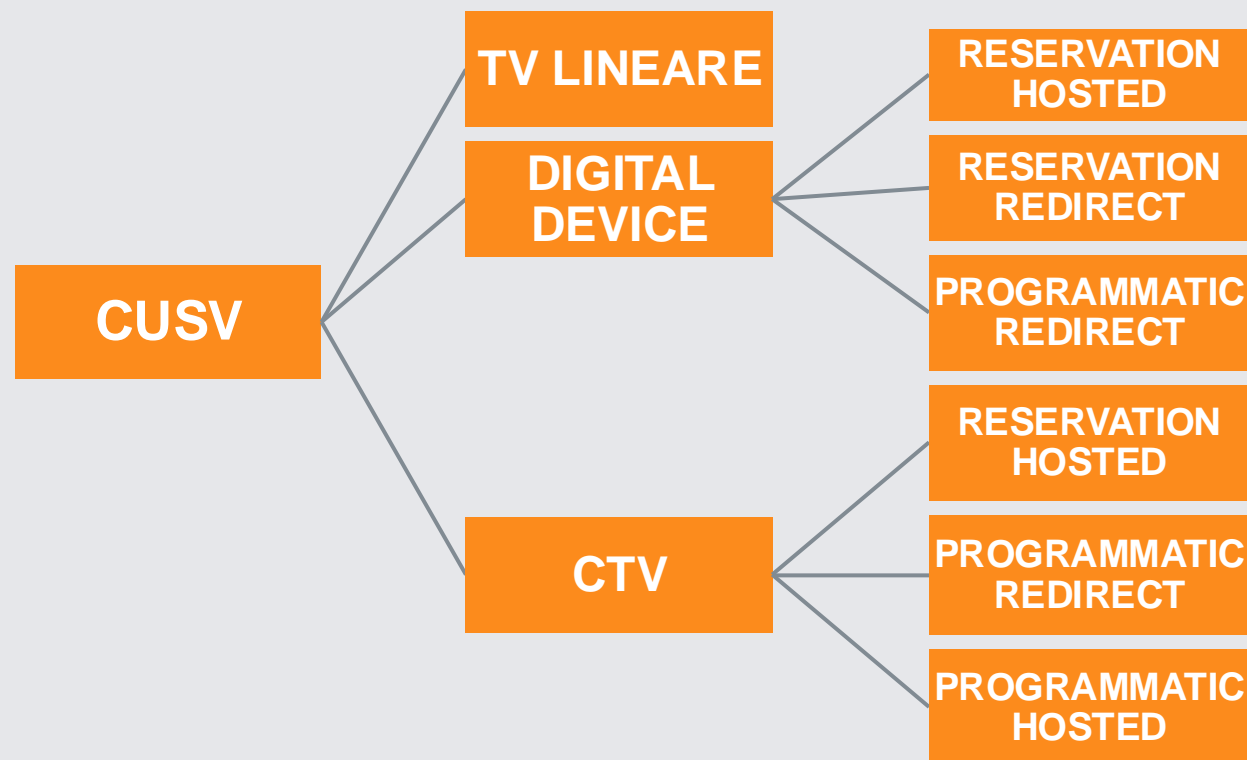 CUSV
TV LINEARE
DIGITAL
DEVICE
CTV
RESERVATION
HOSTED
RESERVATION
REDIRECT
PROGRAMMATIC
REDIRECT
RESERVATION
HOSTED
PROGRAMMATIC
REDIRECT
PROGRAMMATIC
HOSTED